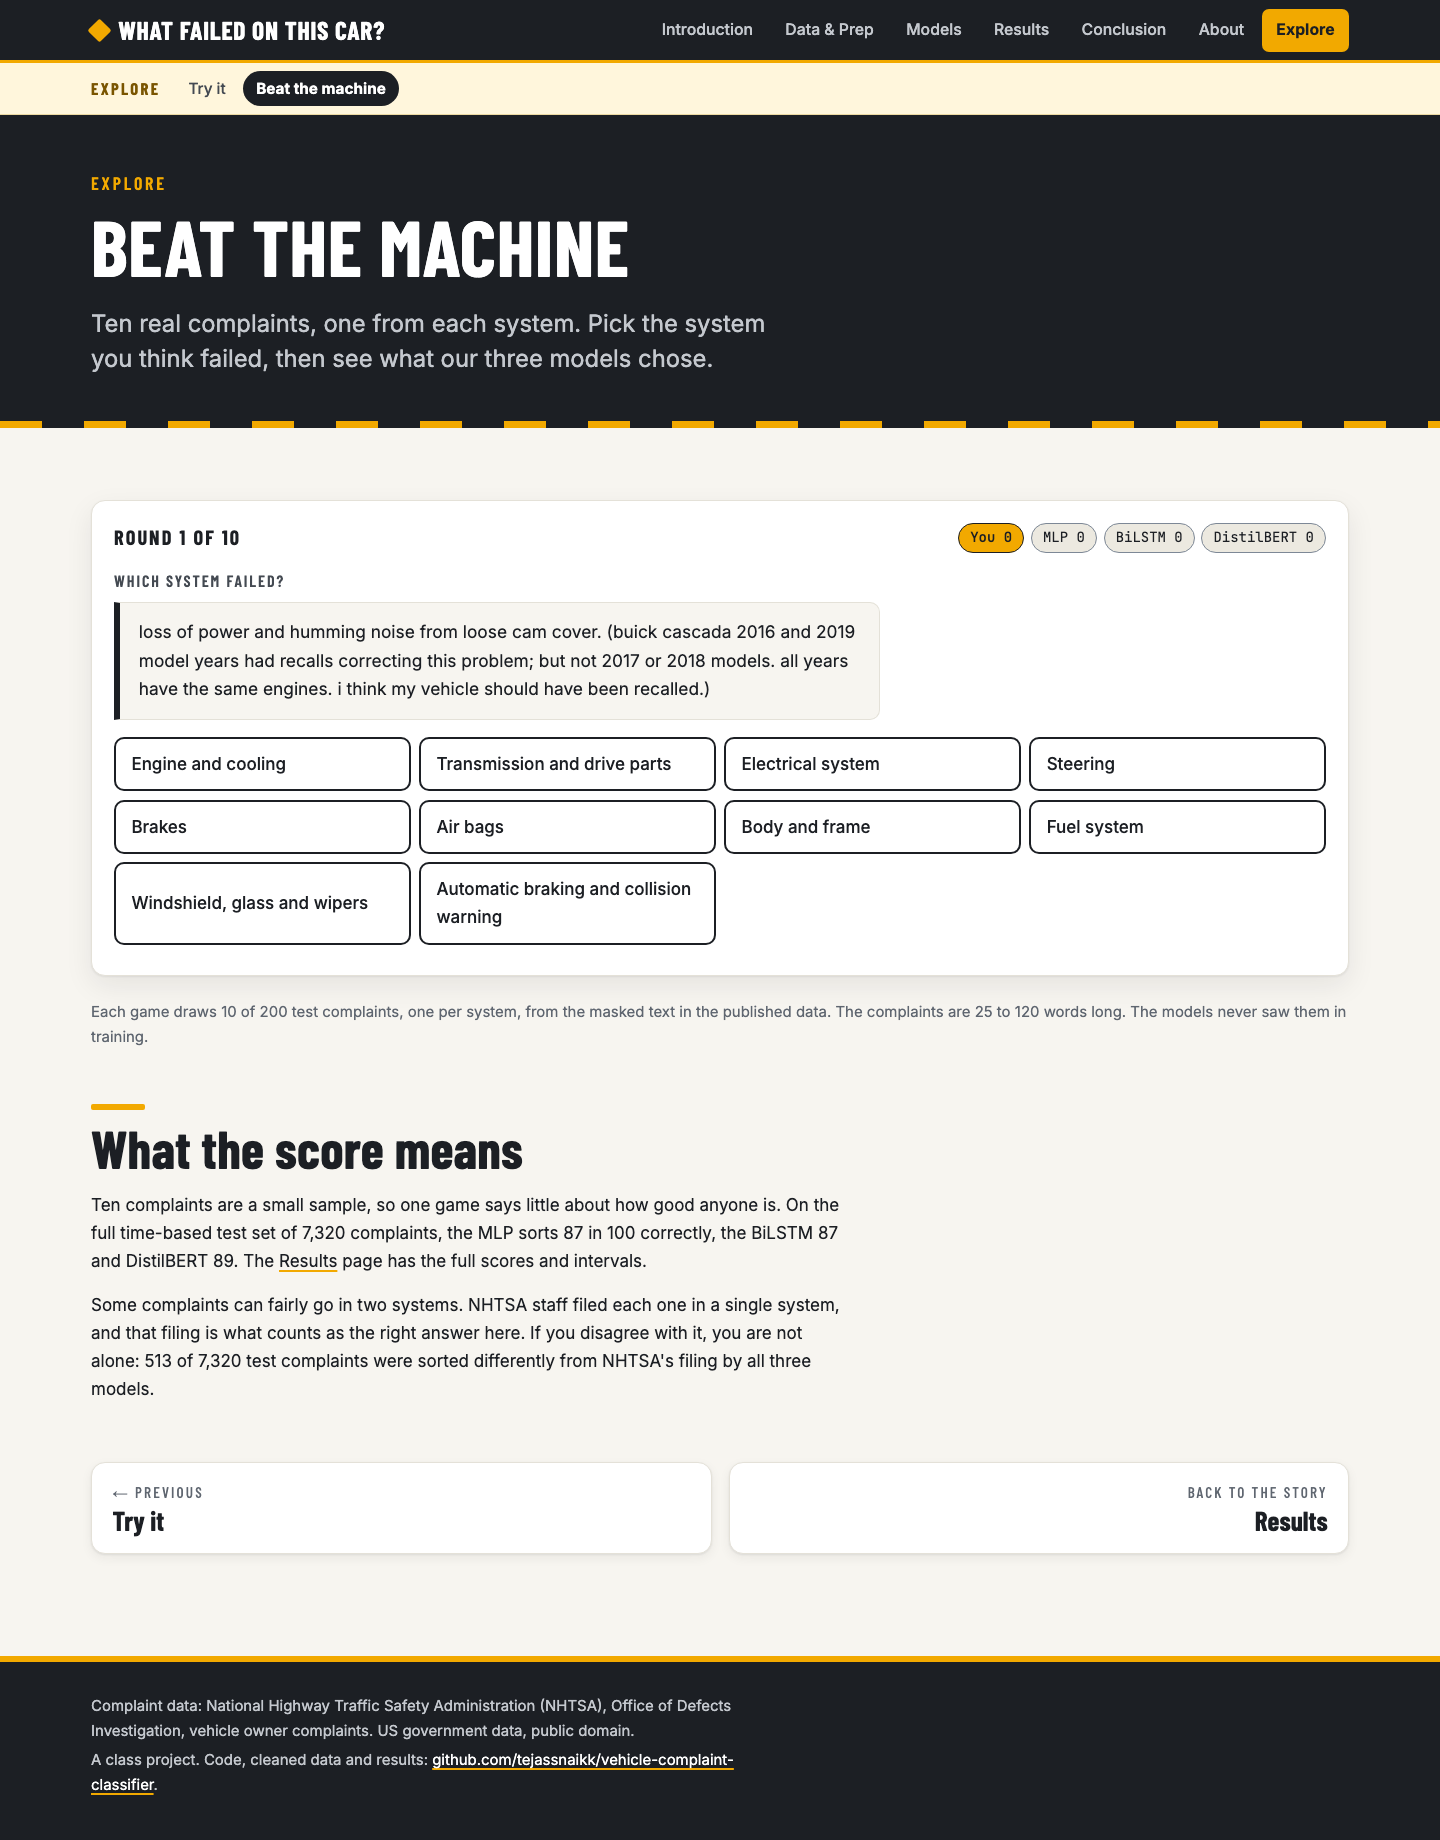 WHAT FAILED ON THIS CAR?
Introduction
Data & Prep
Models
Results
Conclusion
About
Explore
EXPLORE
Try it
Beat the machine
EXPLORE
BEAT THE MACHINE
Ten real complaints, one from each system. Pick the system
you think failed, then see what our three models chose.
ROUND 1 OF 10
You 0
MLP 0
BiLSTM 0
DistilBERT 0
WHICH SYSTEM FAILED?
loss of power and humming noise from loose cam cover. (buick cascada 2016 and 2019
model years had recalls correcting this problem; but not 2017 or 2018 models. all years
have the same engines. i think my vehicle should have been recalled.)
Engine and cooling
Transmission and drive parts
Electrical system
Steering
Brakes
Air bags
Body and frame
Fuel system
Windshield, glass and wipers
Automatic braking and collision
warning
Each game draws 10 of 200 test complaints, one per system, from the masked text in the published data. The complaints are 25 to 120 words long. The models never saw them in
training.
What the score means
Ten complaints are a small sample, so one game says little about how good anyone is. On the
full time-based test set of 7,320 complaints, the MLP sorts 87 in 100 correctly, the BiLSTM 87
and DistilBERT 89. The Results page has the full scores and intervals.
Some complaints can fairly go in two systems. NHTSA staff filed each one in a single system,
and that filing is what counts as the right answer here. If you disagree with it, you are not
alone: 513 of 7,320 test complaints were sorted differently from NHTSA's filing by all three
models.
← PREVIOUS
Try it
BACK TO THE STORY
Results
Complaint data: National Highway Traffic Safety Administration (NHTSA), Office of Defects
Investigation, vehicle owner complaints. US government data, public domain.
A class project. Code, cleaned data and results: github.com/tejassnaikk/vehicle-complaint-
classifier.